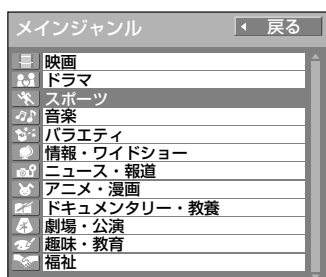 メインジャンル
戻る
映画
ドラマ
スポーツ
音楽
バラエティ
情報・ワイドショー
ニュース・報道
アニメ・漫画
ドキュメンタリー・教養
劇場・公演
趣味・教育
福祉